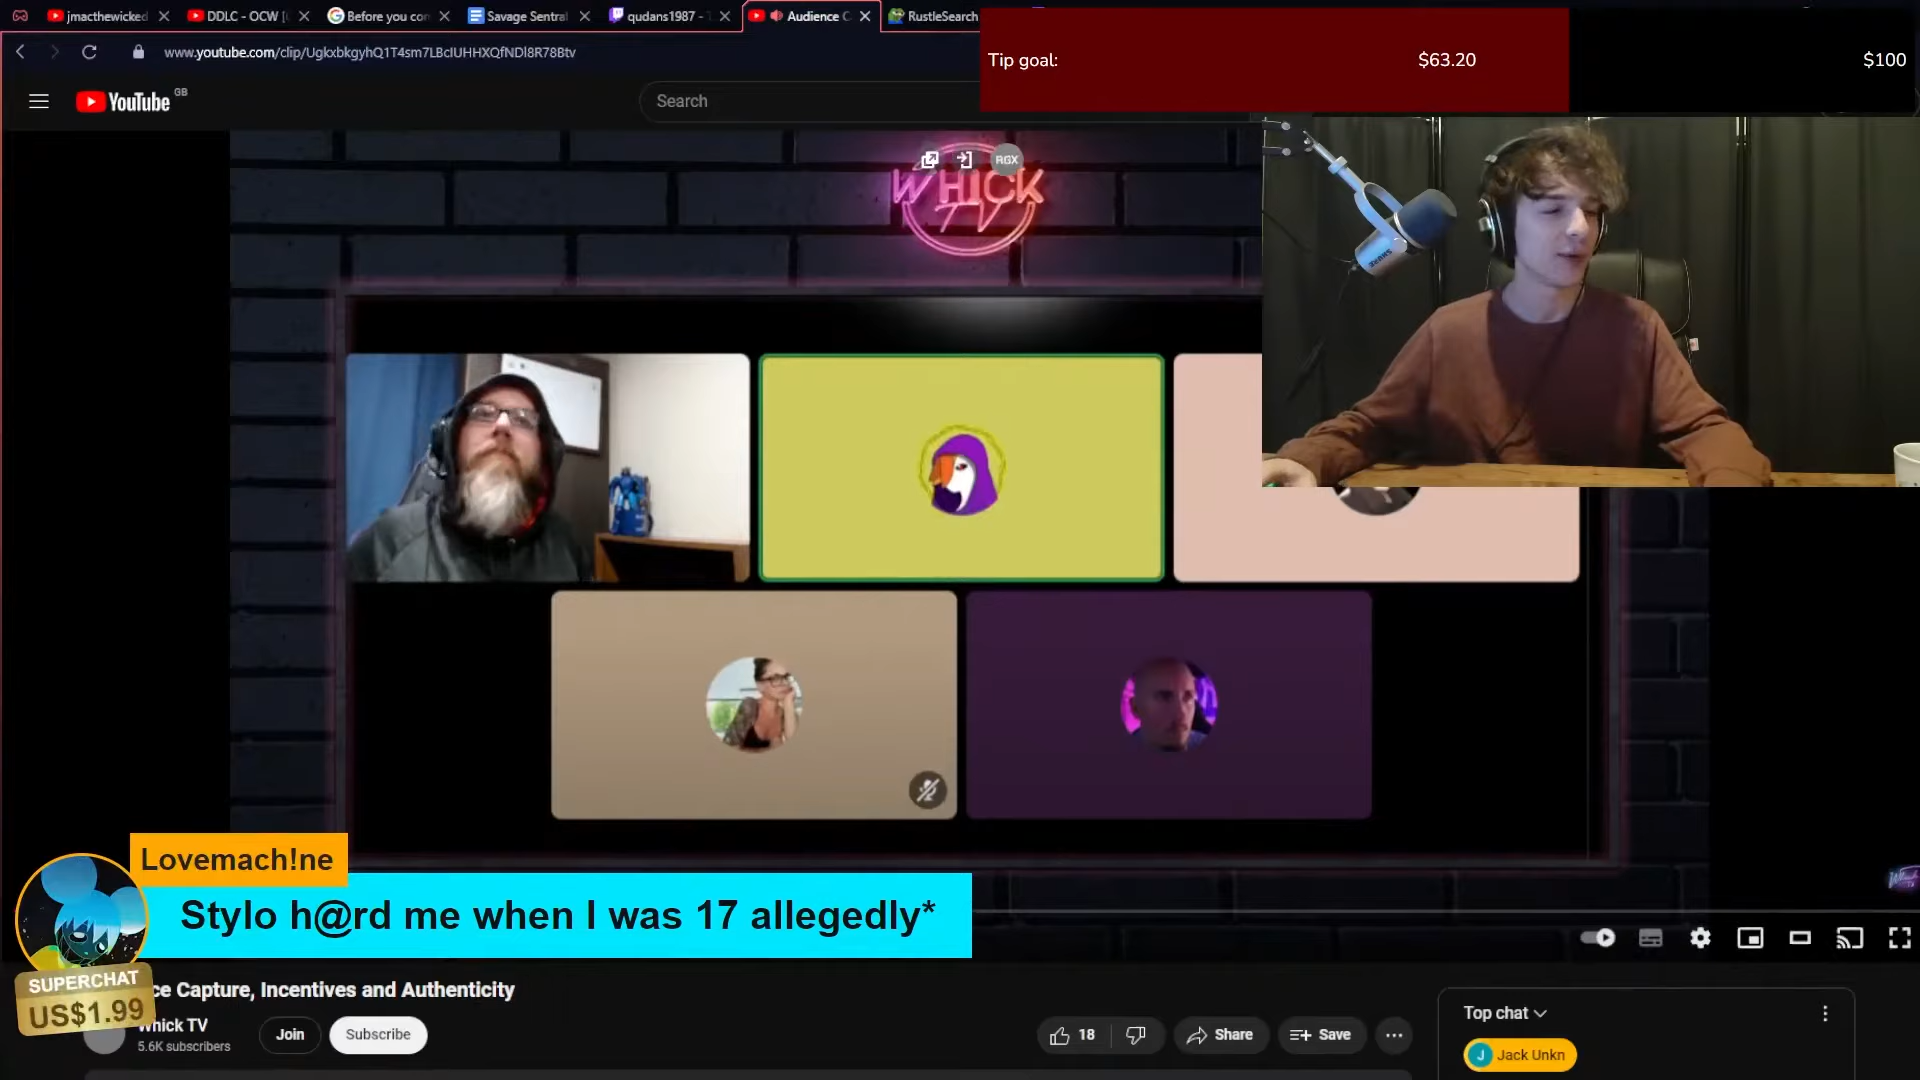 jmacthewicked
DDLC - OCW
Before you con
Savage Sentral
qudans1987 -
Audience C
RustleSearch
www.youtube.com/clip/UgkxbkgyhQ1T4sm7LBcIUHHXQfNDl8R78Btv
Tip goal:
$63.20
$100
YouTube GB
Search
RGX
WHICK
TV
SHURE
Lovemach!ne
Stylo h@rd me when I was 17 allegedly*
SUPERCHAT
US$1.99
ce Capture, Incentives and Authenticity
Whick TV
5.6K subscribers
Join
Subscribe
18
Share
Save
Top chat
J Jack Unkn